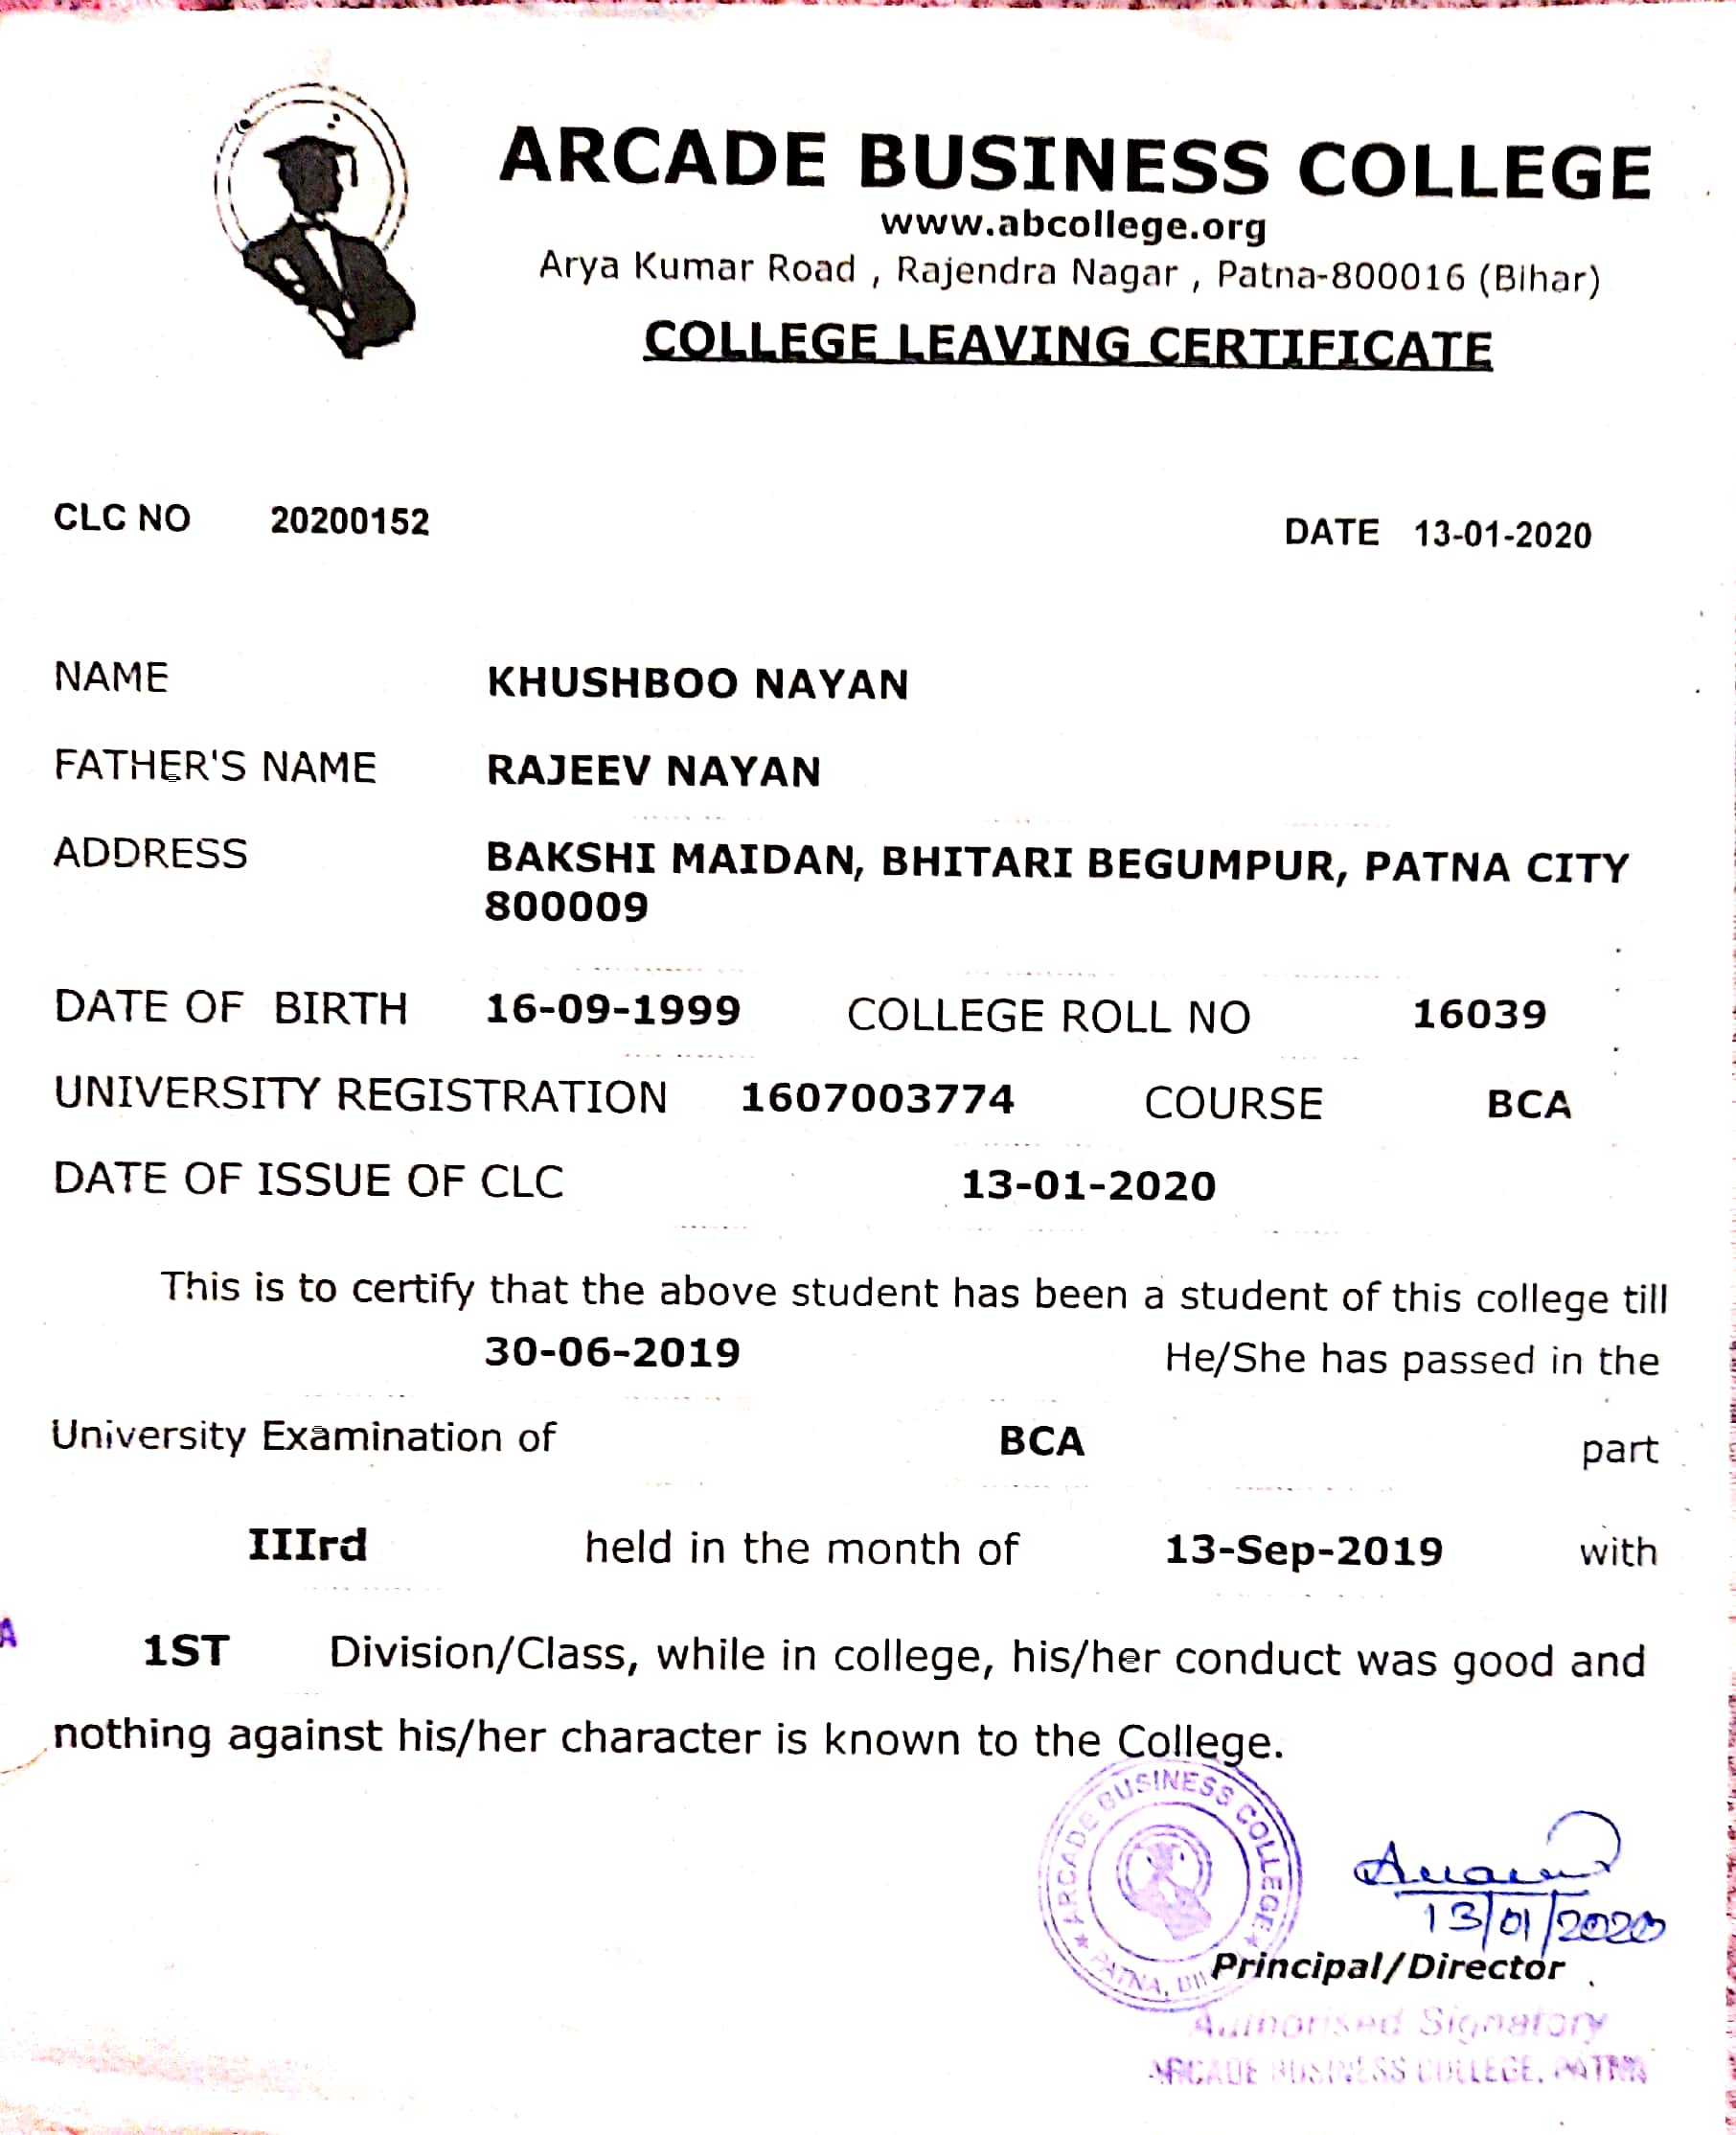 ARCADE BUSINESS COLLEGE
www.abcollege.org
Arya Kumar Road , Rajendra Nagar , Patna-800016 (Bihar)
COLLEGE LEAVING CERTIFICATE
CLC NO 20200152 DATE 13-01-2020
NAME KHUSHBOO NAYAN
FATHER'S NAME RAJEEV NAYAN
ADDRESS BAKSHI MAIDAN, BHITARI BEGUMPUR, PATNA CITY
800009
DATE OF BIRTH 16-09-1999 COLLEGE ROLL NO 16039
UNIVERSITY REGISTRATION 1607003774 COURSE BCA
DATE OF ISSUE OF CLC 13-01-2020
This is to certify that the above student has been a student of this college till
30-06-2019 He/She has passed in the
University Examination of BCA part
IIIrd held in the month of 13-Sep-2019 with
A
1ST Division/Class, while in college, his/her conduct was good and
nothing against his/her character is known to the College.
ARCADE BUSINESS COLLEGE
PATNA,
13/01/2020
Principal/Director
Authorised Signatory
ARCADE BUSINESS COLLEGE, PATNA